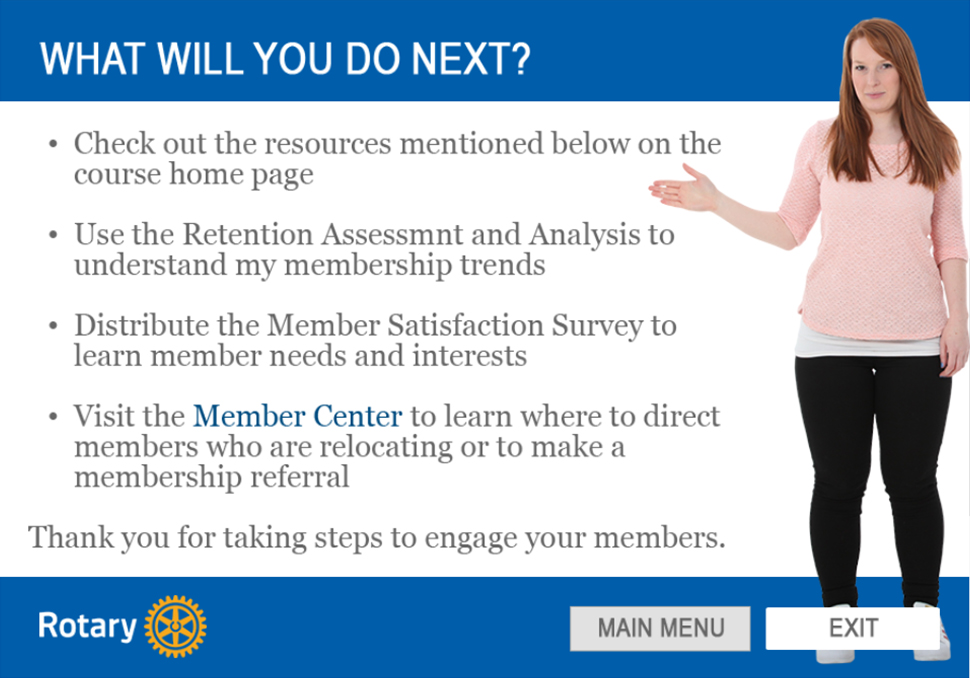 WHAT WILL YOU DO NEXT?
• Check out the resources mentioned below on the
course home page
• Use the Retention Assessmnt and Analysis to
understand my membership trends
• Distribute the Member Satisfaction Survey to
learn member needs and interests
• Visit the Member Center to learn where to direct
members who are relocating or to make a
membership referral
Thank you for taking steps to engage your members.
Rotary
MAIN MENU
EXIT